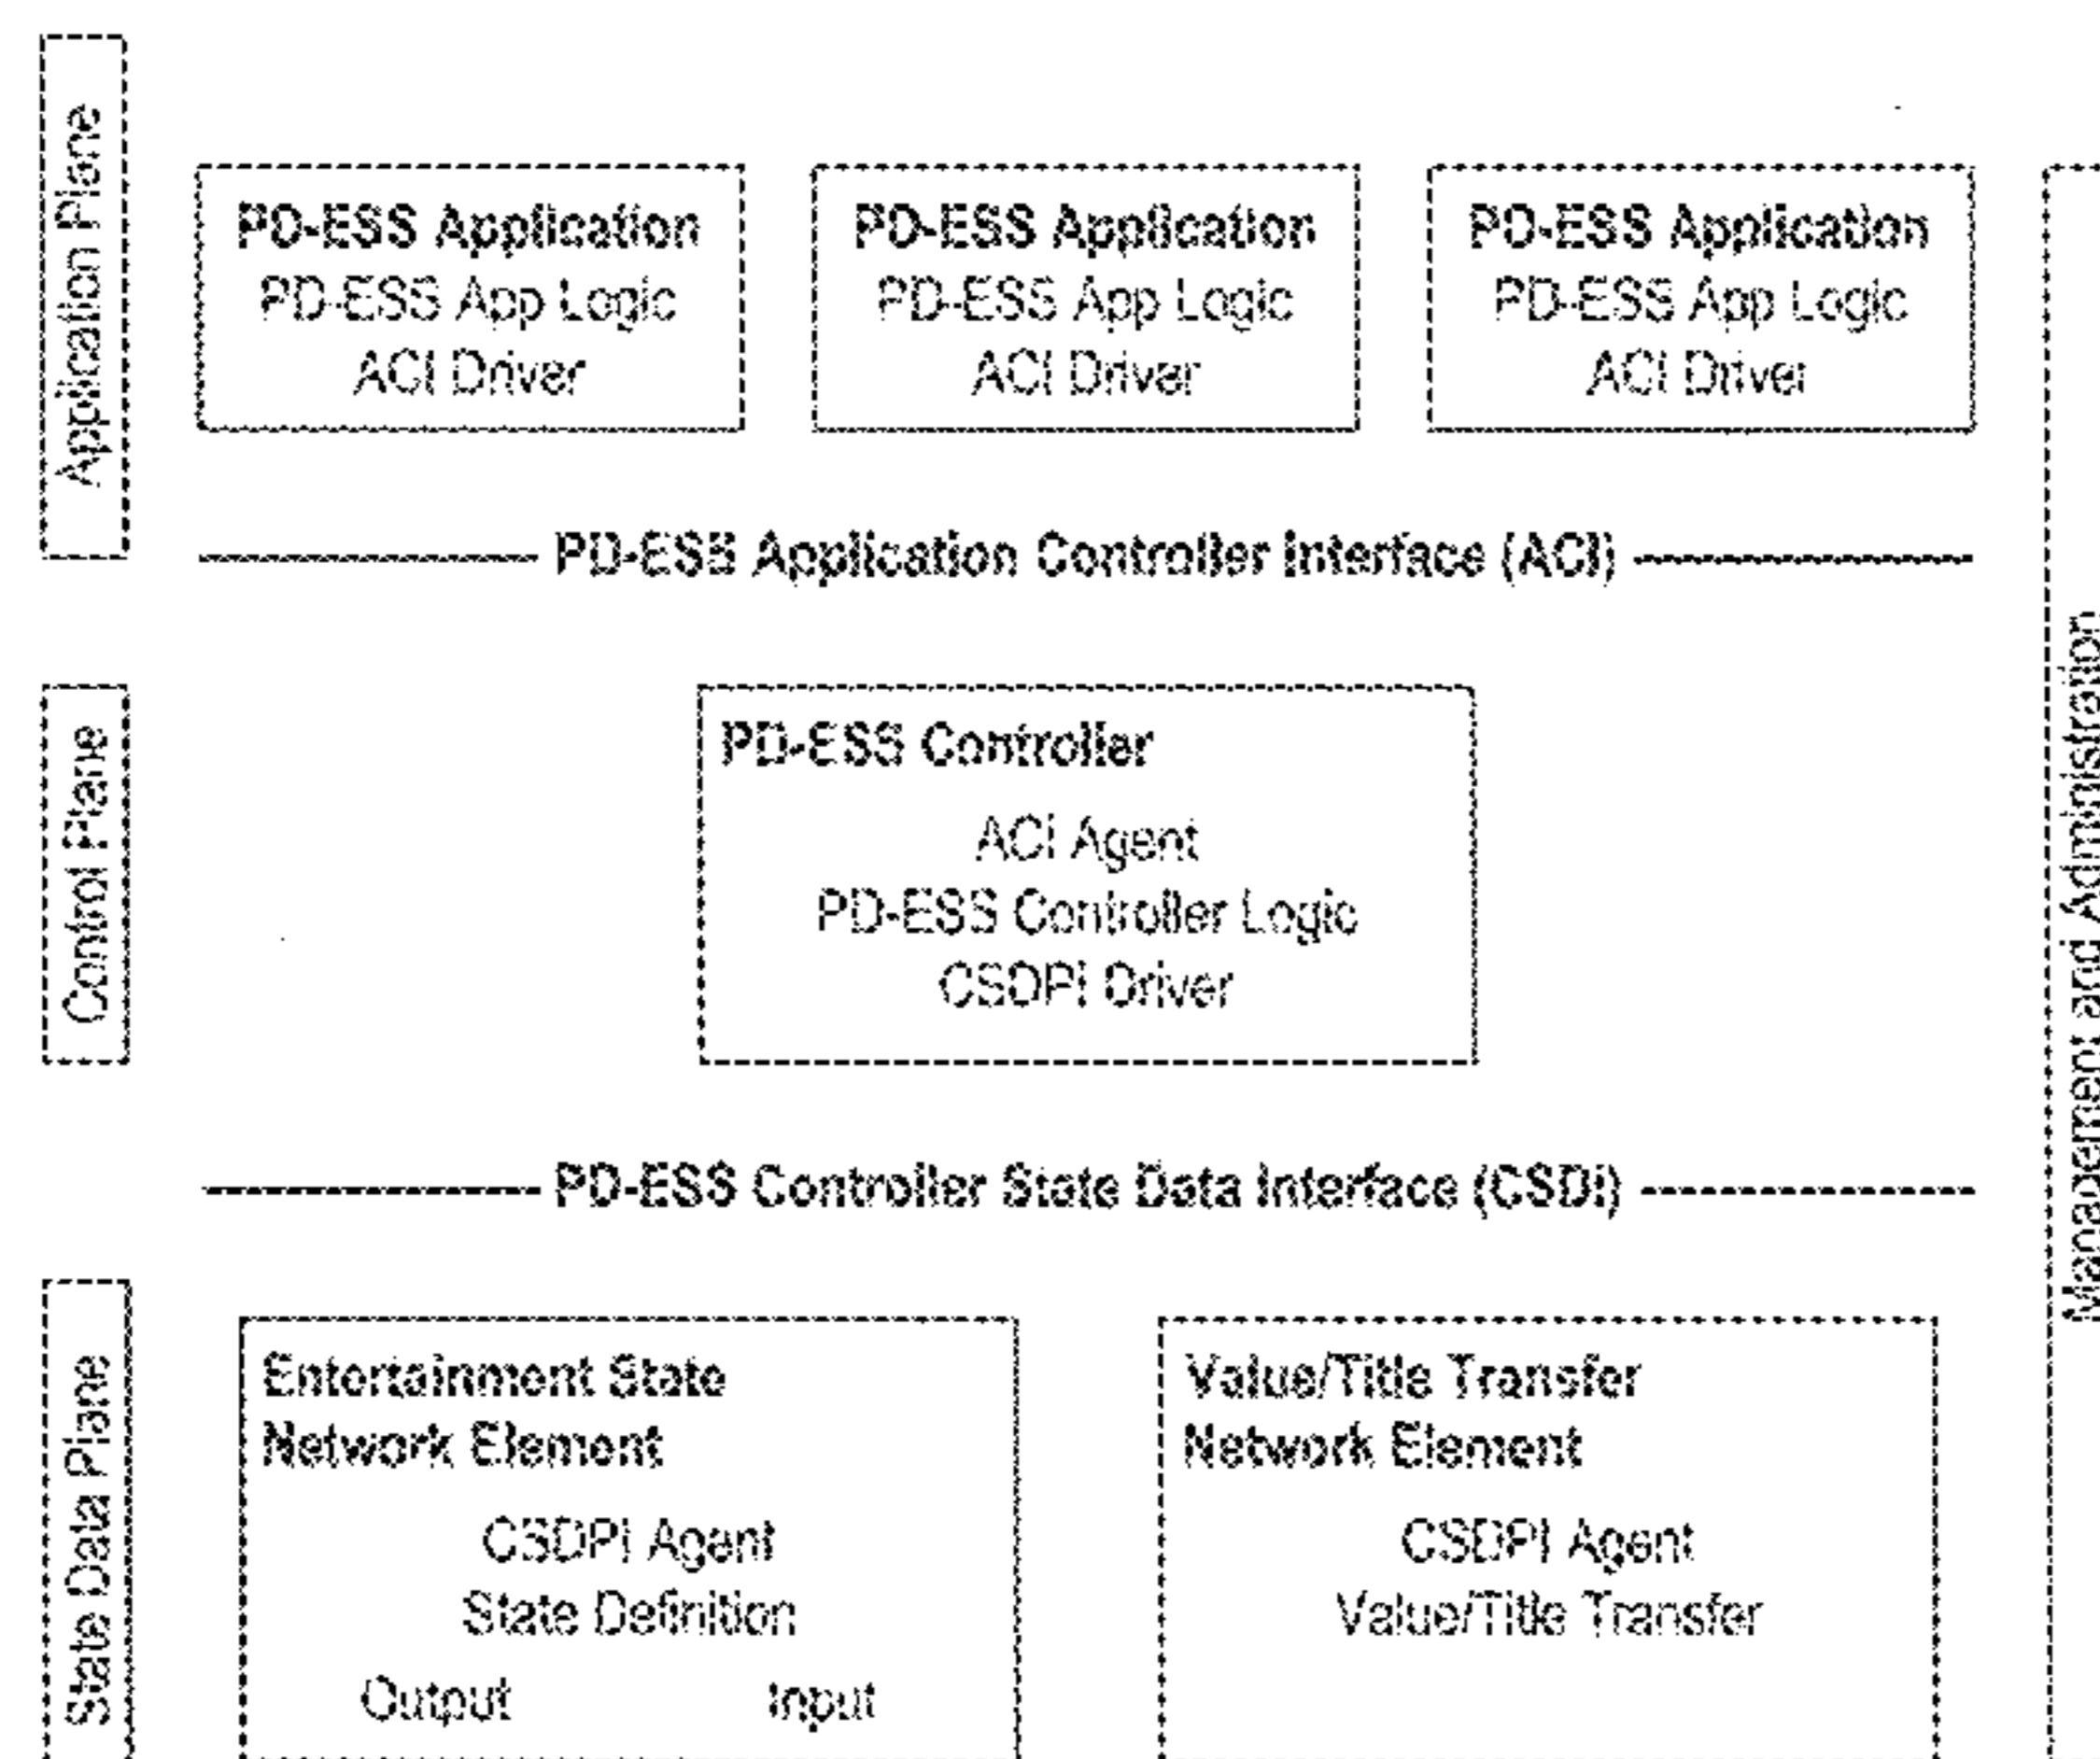 Application Plane
PD-ESS Application
PD-ESS App Logic
ACI Driver
PD-ESS Application
PD-ESS App Logic
ACI Driver
PD-ESS Application
PD-ESS App Logic
ACI Driver
PD-ESS Application Controller Interface (ACI)
Control Plane
PD-ESS Controller
ACI Agent
PD-ESS Controller Logic
CSDPI Driver
PD-ESS Controller State Data Interface (CSDI)
State Data Plane
Entertainment State
Network Element
CSDPI Agent
State Definition
Output Input
Value/Title Transfer
Network Element
CSDPI Agent
Value/Title Transfer
Management and Administration